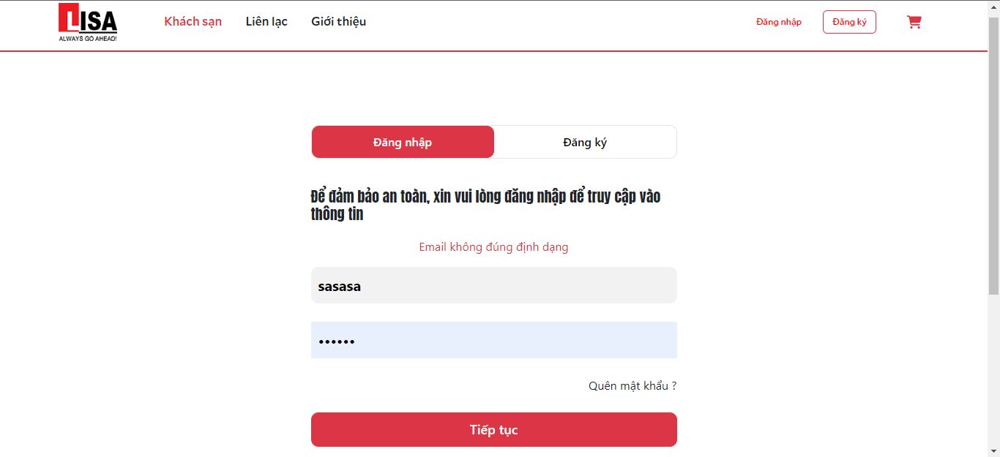 LISA
ALWAYS GO AHEAD!
Khách sạn
Liên lạc
Giới thiệu
Đăng nhập
Đăng ký
Đăng nhập
Đăng ký
Để đảm bảo an toàn, xin vui lòng đăng nhập để truy cập vào
thông tin
Email không đúng định dạng
sasasa
••••••
Quên mật khẩu ?
Tiếp tục